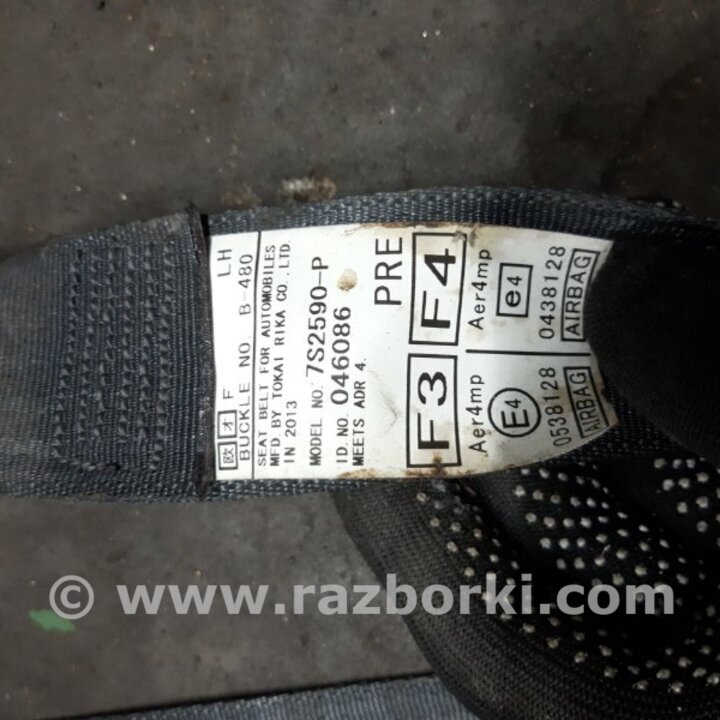 欧 オ F LH
BUCKLE NO. B-480
SEAT BELT FOR AUTOMOBILES
MFD. BY TOKAI RIKA CO., LTD.
IN 2013
MODEL NO. 7S2590-P
ID. NO. 046086
MEETS ADR 4.
PRE
F3 F4
Aer4mp
E4
0538128
AIRBAG
Aer4mp
e4
0438128
AIRBAG
© www.razborki.com